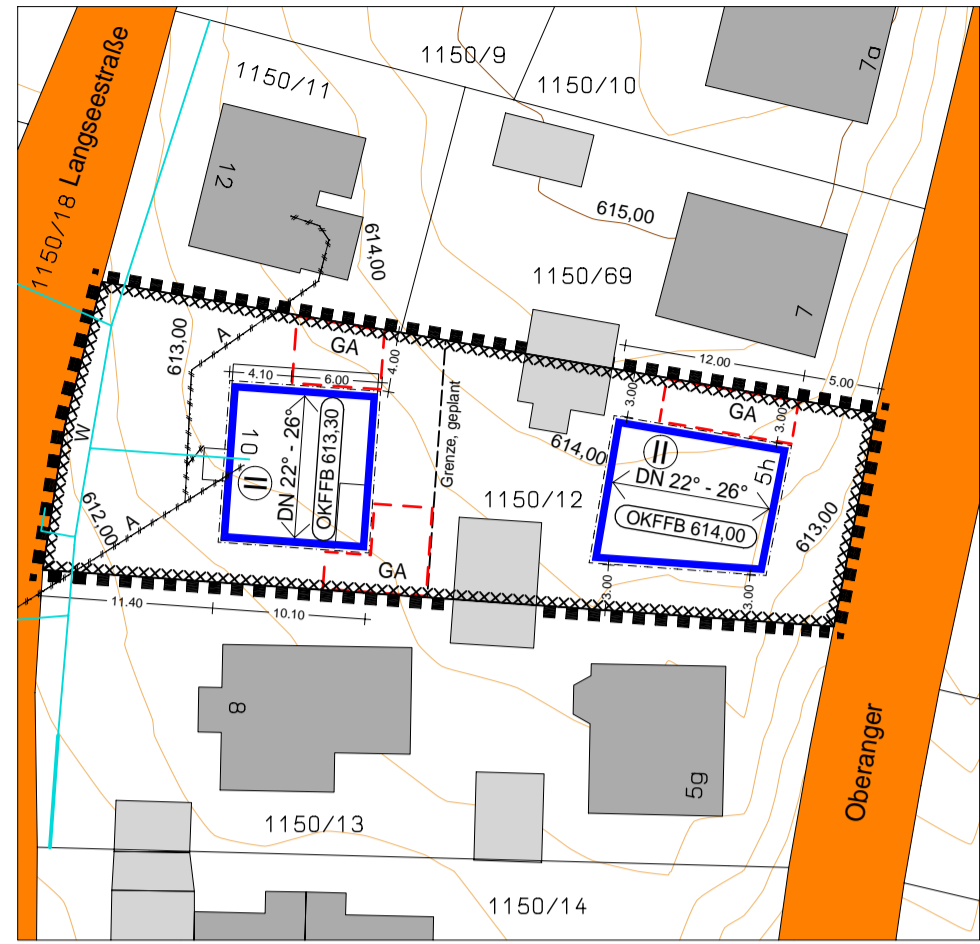 1150/18 Langseestraße
1150/11
1150/9
1150/10
7a
12
614,00
615,00
1150/69
7
613,00
A
GA
4.00
4.10
6.00
12.00
5.00
3.00
GA
3.00
W
10
II
DN 22° - 26°
OKFFB 613,30
Grenze, geplant
614,00
II
DN 22° - 26°
5h
OKFFB 614,00
1150/12
613,00
612,00
A
GA
11.40
10.10
3.00
3.00
8
5g
Oberanger
1150/13
1150/14